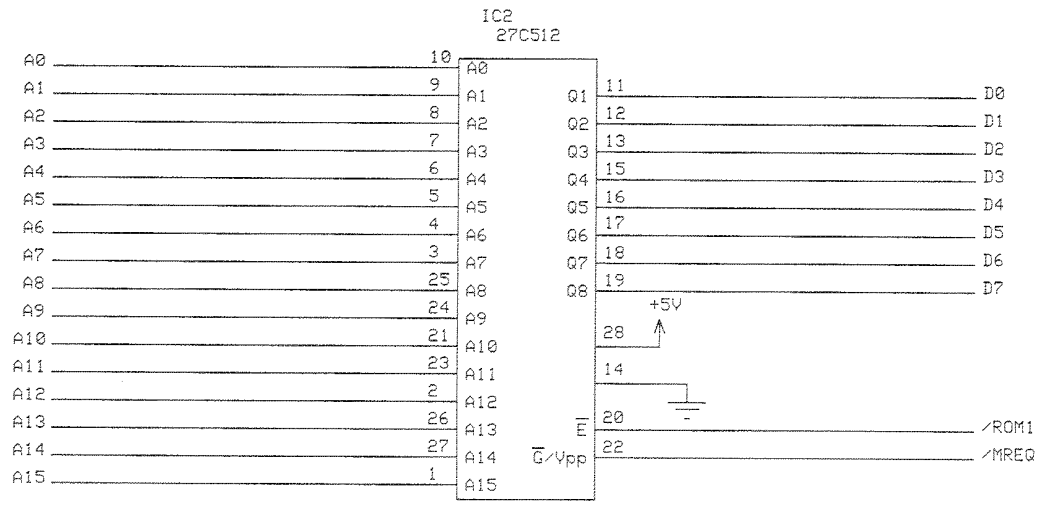 IC2
27C512
A0 10 A0
A1 9 A1 Q1 11 D0
A2 8 A2 Q2 12 D1
A3 7 A3 Q3 13 D2
A4 6 A4 Q4 15 D3
A5 5 A5 Q5 16 D4
A6 4 A6 Q6 17 D5
A7 3 A7 Q7 18 D6
A8 25 A8 Q8 19 D7
+5V
A9 24 A9
A10 21 A10 28
A11 23 A11 14
A12 2 A12
A13 26 A13 E 20 /ROM1
A14 27 A14 G/Vpp 22 /MREQ
A15 1 A15